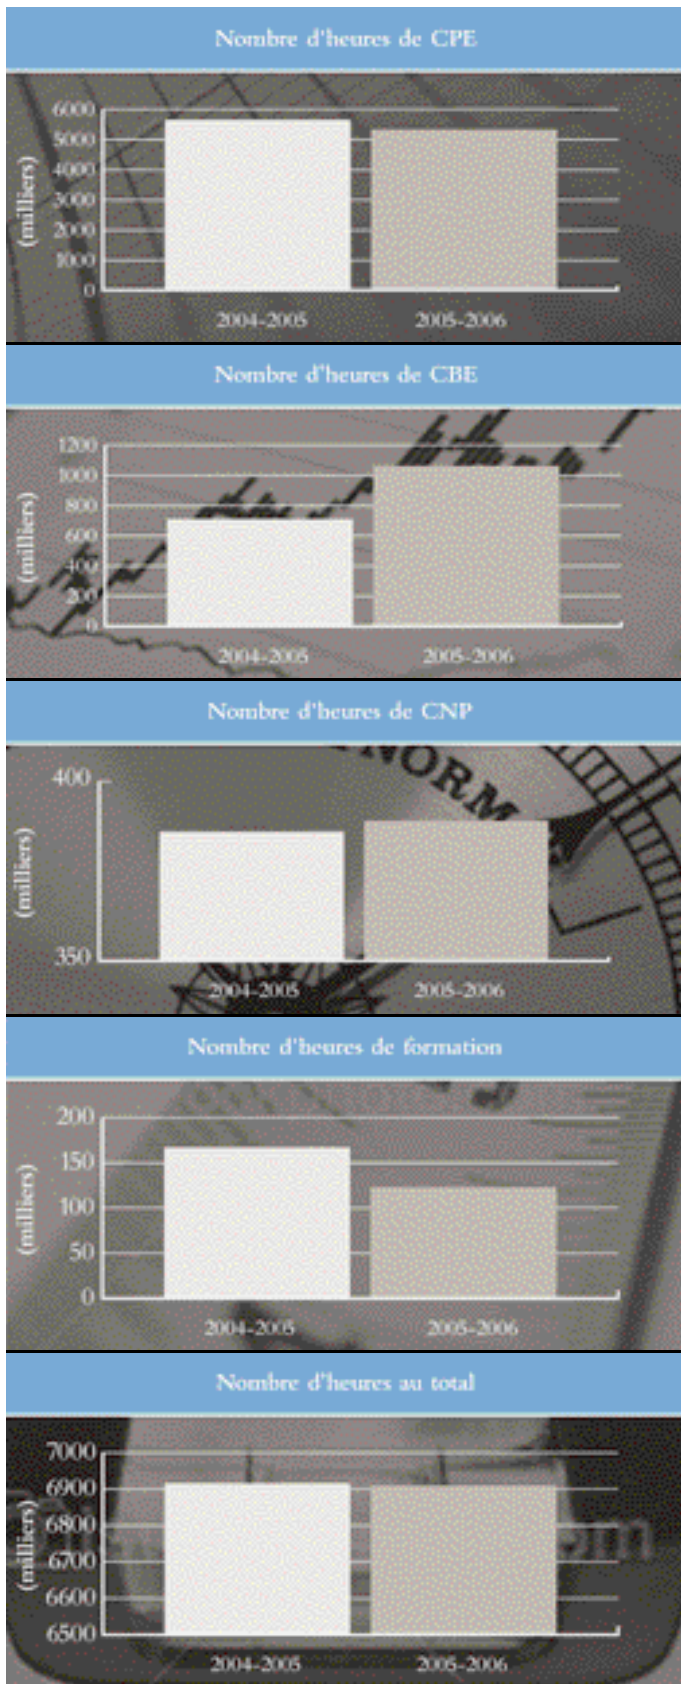 Nombre d'heures de CPE
(milliers)
6000
5000
4000
3000
2000
1000
0
2004-2005 2005-2006
Nombre d'heures de CBE
(milliers)
1200
1000
800
600
400
200
0
2004-2005 2005-2006
Nombre d'heures de CNP
NORM
(milliers)
400
350
2004-2005 2005-2006
Nombre d'heures de formation
(milliers)
200
150
100
50
0
2004-2005 2005-2006
Nombre d'heures au total
(milliers)
7000
6900
6800
6700
6600
6500
2004-2005 2005-2006